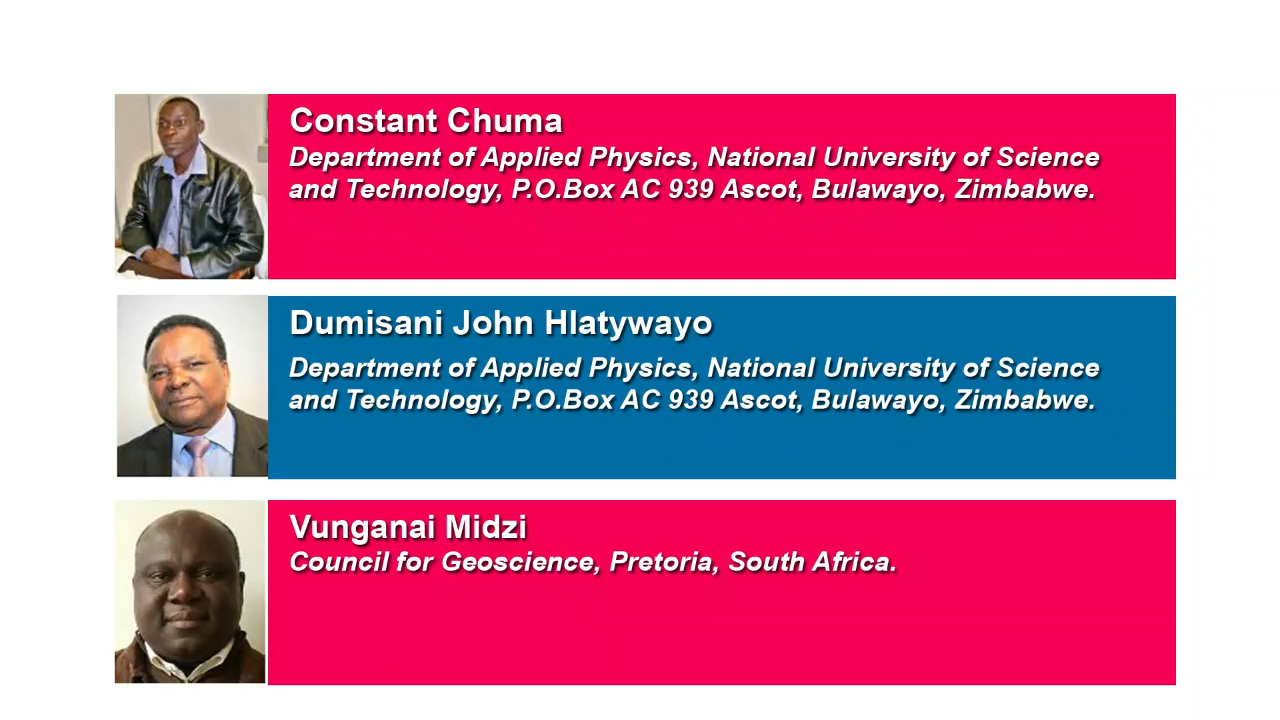 Constant Chuma
Department of Applied Physics, National University of Science
and Technology, P.O.Box AC 939 Ascot, Bulawayo, Zimbabwe.
Dumisani John Hlatywayo
Department of Applied Physics, National University of Science
and Technology, P.O.Box AC 939 Ascot, Bulawayo, Zimbabwe.
Vunganai Midzi
Council for Geoscience, Pretoria, South Africa.